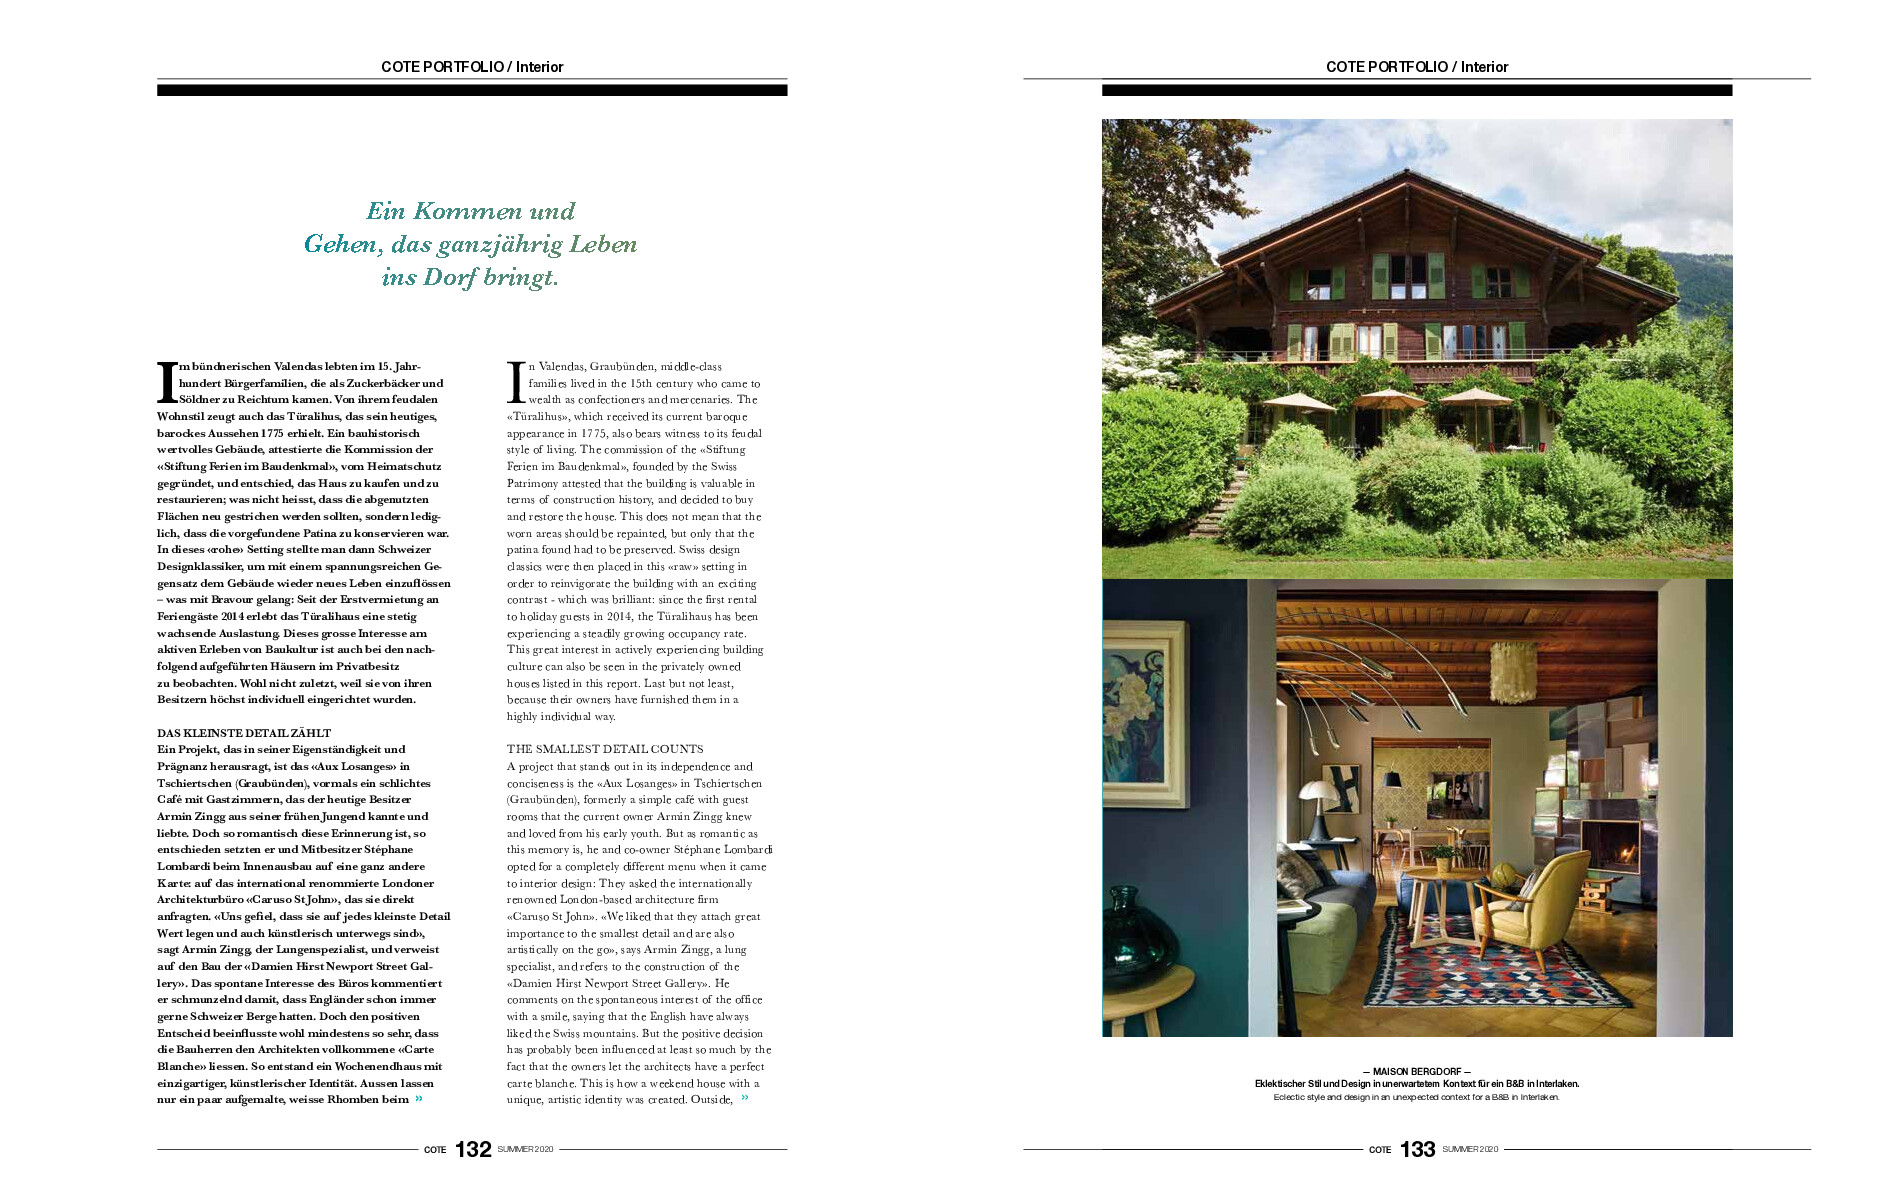 COTE PORTFOLIO / Interior
Ein Kommen und
Gehen, das ganzjährig Leben
ins Dorf bringt.
Im bündnerischen Valendas lebten im 15. Jahr-
hundert Bürgerfamilien, die als Zuckerbäcker und
Söldner zu Reichtum kamen. Von ihrem feudalen
Wohnstil zeugt auch das Türalihus, das sein heutiges,
barockes Aussehen 1775 erhielt. Ein bauhistorisch
wertvolles Gebäude, attestierte die Kommission der
«Stiftung Ferien im Baudenkmal», vom Heimatschutz
gegründet, und entschied, das Haus zu kaufen und zu
restaurieren; was nicht heisst, dass die abgenutzten
Flächen neu gestrichen werden sollten, sondern ledig-
lich, dass die vorgefundene Patina zu konservieren war.
In dieses «rohe» Setting stellte man dann Schweizer
Designklassiker, um mit einem spannungsreichen Ge-
gensatz dem Gebäude wieder neues Leben einzuflössen
– was mit Bravour gelang: Seit der Erstvermietung an
Feriengäste 2014 erlebt das Türalihaus eine stetig
wachsende Auslastung. Dieses grosse Interesse am
aktiven Erleben von Baukultur ist auch bei den nach-
folgend aufgeführten Häusern im Privatbesitz
zu beobachten. Wohl nicht zuletzt, weil sie von ihren
Besitzern höchst individuell eingerichtet wurden.
DAS KLEINSTE DETAIL ZÄHLT
Ein Projekt, das in seiner Eigenständigkeit und
Prägnanz herausragt, ist das «Aux Losanges» in
Tschiertschen (Graubünden), vormals ein schlichtes
Café mit Gastzimmern, das der heutige Besitzer
Armin Zingg aus seiner frühen Jungend kannte und
liebte. Doch so romantisch diese Erinnerung ist, so
entschieden setzten er und Mitbesitzer Stéphane
Lombardi beim Innenausbau auf eine ganz andere
Karte: auf das international renommierte Londoner
Architekturbüro «Caruso St John», das sie direkt
anfragten. «Uns gefiel, dass sie auf jedes kleinste Detail
Wert legen und auch künstlerisch unterwegs sind»,
sagt Armin Zingg, der Lungenspezialist, und verweist
auf den Bau der «Damien Hirst Newport Street Gal-
lery». Das spontane Interesse des Büros kommentiert
er schmunzelnd damit, dass Engländer schon immer
gerne Schweizer Berge hatten. Doch den positiven
Entscheid beeinflusste wohl mindestens so sehr, dass
die Bauherren den Architekten vollkommene «Carte
Blanche» liessen. So entstand ein Wochenendhaus mit
einzigartiger, künstlerischer Identität. Aussen lassen
nur ein paar aufgemalte, weisse Rhomben beim »
In Valendas, Graubünden, middle-class
families lived in the 15th century who came to
wealth as confectioners and mercenaries. The
«Türalihus», which received its current baroque
appearance in 1775, also bears witness to its feudal
style of living. The commission of the «Stiftung
Ferien im Baudenkmal», founded by the Swiss
Patrimony attested that the building is valuable in
terms of construction history, and decided to buy
and restore the house. This does not mean that the
worn areas should be repainted, but only that the
patina found had to be preserved. Swiss design
classics were then placed in this «raw» setting in
order to reinvigorate the building with an exciting
contrast - which was brilliant: since the first rental
to holiday guests in 2014, the Türalihaus has been
experiencing a steadily growing occupancy rate.
This great interest in actively experiencing building
culture can also be seen in the privately owned
houses listed in this report. Last but not least,
because their owners have furnished them in a
highly individual way.
THE SMALLEST DETAIL COUNTS
A project that stands out in its independence and
conciseness is the «Aux Losanges» in Tschiertschen
(Graubünden), formerly a simple café with guest
rooms that the current owner Armin Zingg knew
and loved from his early youth. But as romantic as
this memory is, he and co-owner Stéphane Lombardi
opted for a completely different menu when it came
to interior design: They asked the internationally
renowned London-based architecture firm
«Caruso St John». «We liked that they attach great
importance to the smallest detail and are also
artistically on the go», says Armin Zingg, a lung
specialist, and refers to the construction of the
«Damien Hirst Newport Street Gallery». He
comments on the spontaneous interest of the office
with a smile, saying that the English have always
liked the Swiss mountains. But the positive decision
has probably been influenced at least so much by the
fact that the owners let the architects have a perfect
carte blanche. This is how a weekend house with a
unique, artistic identity was created. Outside, »
COTE 132 SUMMER 2020
COTE PORTFOLIO / Interior
— MAISON BERGDORF —
Eklektischer Stil und Design in unerwartetem Kontext für ein B&B in Interlaken.
Eclectic style and design in an unexpected context for a B&B in Interlaken.
COTE 133 SUMMER 2020